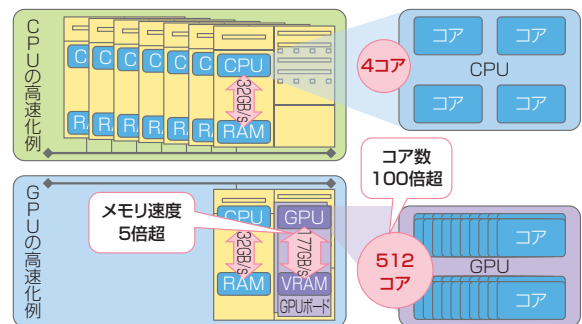 CPUの高速化例
C
C
C
C
C
CPU
32GB/s
R
R
R
R
R
RAM
4コア
コア
コア
CPU
コア
コア
GPUの高速化例
メモリ速度
5倍超
CPU
32GB/s
RAM
GPU
177GB/s
VRAM
GPUボード
コア数
100倍超
512
コア
コア
GPU
コア